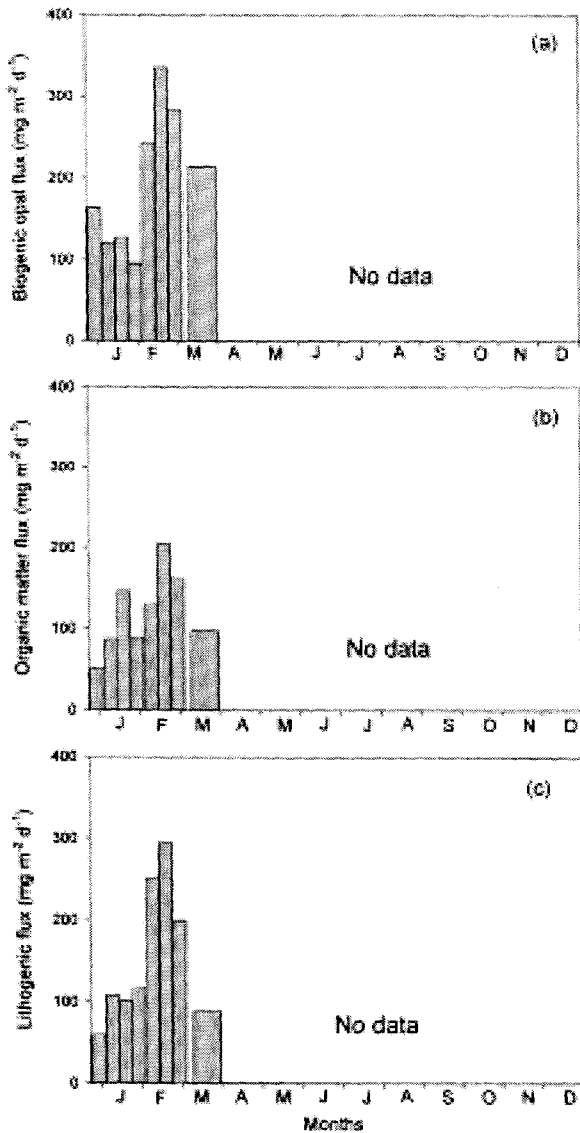 Biogenic opal flux (mg m⁻² d⁻¹)
400
300
200
100
0
(a)
No data
J F M A M J J A S O N D
Organic matter flux (mg m⁻² d⁻¹)
400
300
200
100
0
(b)
No data
J F M A M J J A S O N D
Lithogenic flux (mg m⁻² d⁻¹)
400
300
200
100
0
(c)
No data
J F M A M J J A S O N D
Months